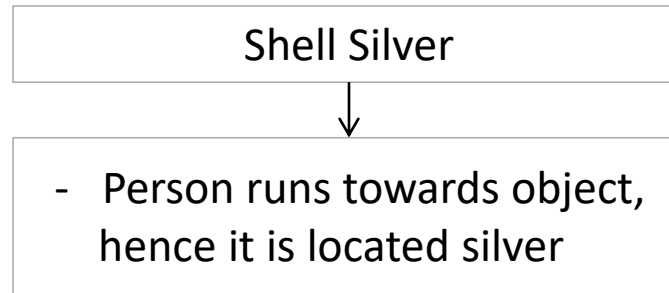 Shell Silver
- Person runs towards object,
hence it is located silver